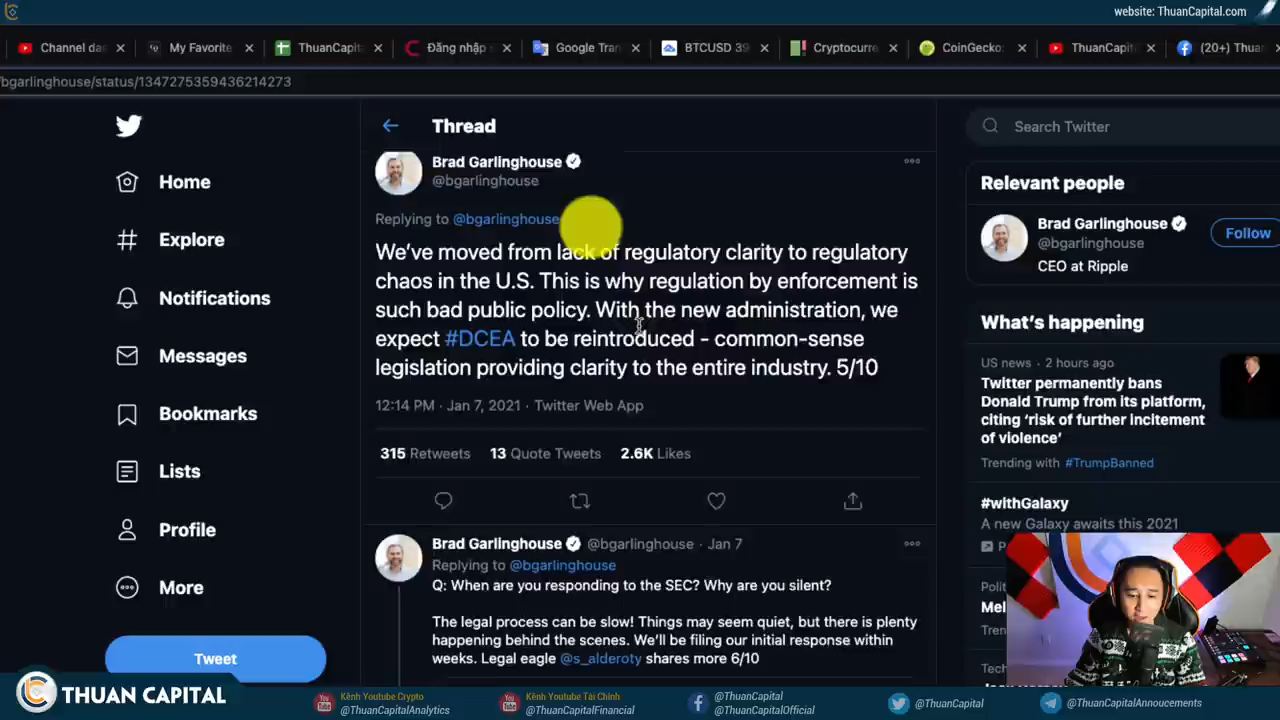 website: ThuanCapital.com
Channel da
My Favorite
ThuanCapit
Đăng nhập
Google Tran
BTCUSD 39
Cryptocurre
CoinGecko:
ThuanCapit
(20+) Thua
bgarlinghouse/status/1347275359436214273
Thread
Search Twitter
Home
Explore
Notifications
Messages
Bookmarks
Lists
Profile
More
Tweet
Brad Garlinghouse
@bgarlinghouse
Replying to @bgarlinghouse
We've moved from lack of regulatory clarity to regulatory
chaos in the U.S. This is why regulation by enforcement is
such bad public policy. With the new administration, we
expect #DCEA to be reintroduced - common-sense
legislation providing clarity to the entire industry. 5/10
12:14 PM · Jan 7, 2021 · Twitter Web App
315 Retweets 13 Quote Tweets 2.6K Likes
Brad Garlinghouse @bgarlinghouse · Jan 7
Replying to @bgarlinghouse
Q: When are you responding to the SEC? Why are you silent?
The legal process can be slow! Things may seem quiet, but there is plenty
happening behind the scenes. We'll be filing our initial response within
weeks. Legal eagle @s_alderoty shares more 6/10
Relevant people
Brad Garlinghouse
@bgarlinghouse
Follow
CEO at Ripple
What's happening
US news · 2 hours ago
Twitter permanently bans
Donald Trump from its platform,
citing 'risk of further incitement
of violence'
Trending with #TrumpBanned
#withGalaxy
A new Galaxy awaits this 2021
P
Polit
Mel
Tren
Tech
THUAN CAPITAL
Kênh Youtube Crypto
@ThuanCapitalAnalytics
Kênh Youtube Tài Chính
@ThuanCapitalFinancial
@ThuanCapital
@ThuanCapitalOfficial
@ThuanCapital
@ThuanCapitalAnnoucements